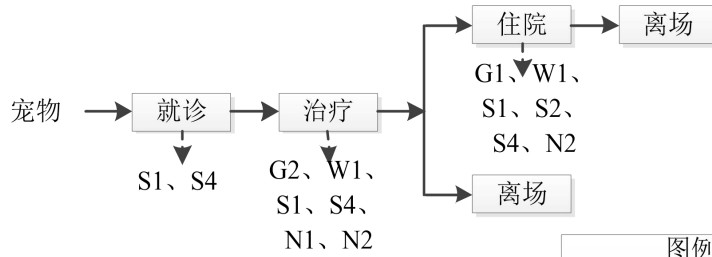 宠物
就诊
S1、S4
治疗
G2、W1、
S1、S4、
N1、N2
住院
G1、W1、
S1、S2、
S4、N2
离场
离场
图例